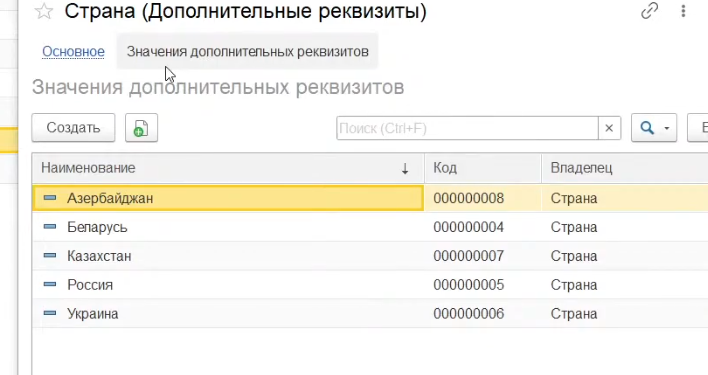 Страна (Дополнительные реквизиты)
Основное Значения дополнительных реквизитов
Значения дополнительных реквизитов
Создать Поиск (Ctrl+F) ×
Наименование ↓ Код Владелец
Азербайджан 000000008 Страна
Беларусь 000000004 Страна
Казахстан 000000007 Страна
Россия 000000005 Страна
Украина 000000006 Страна